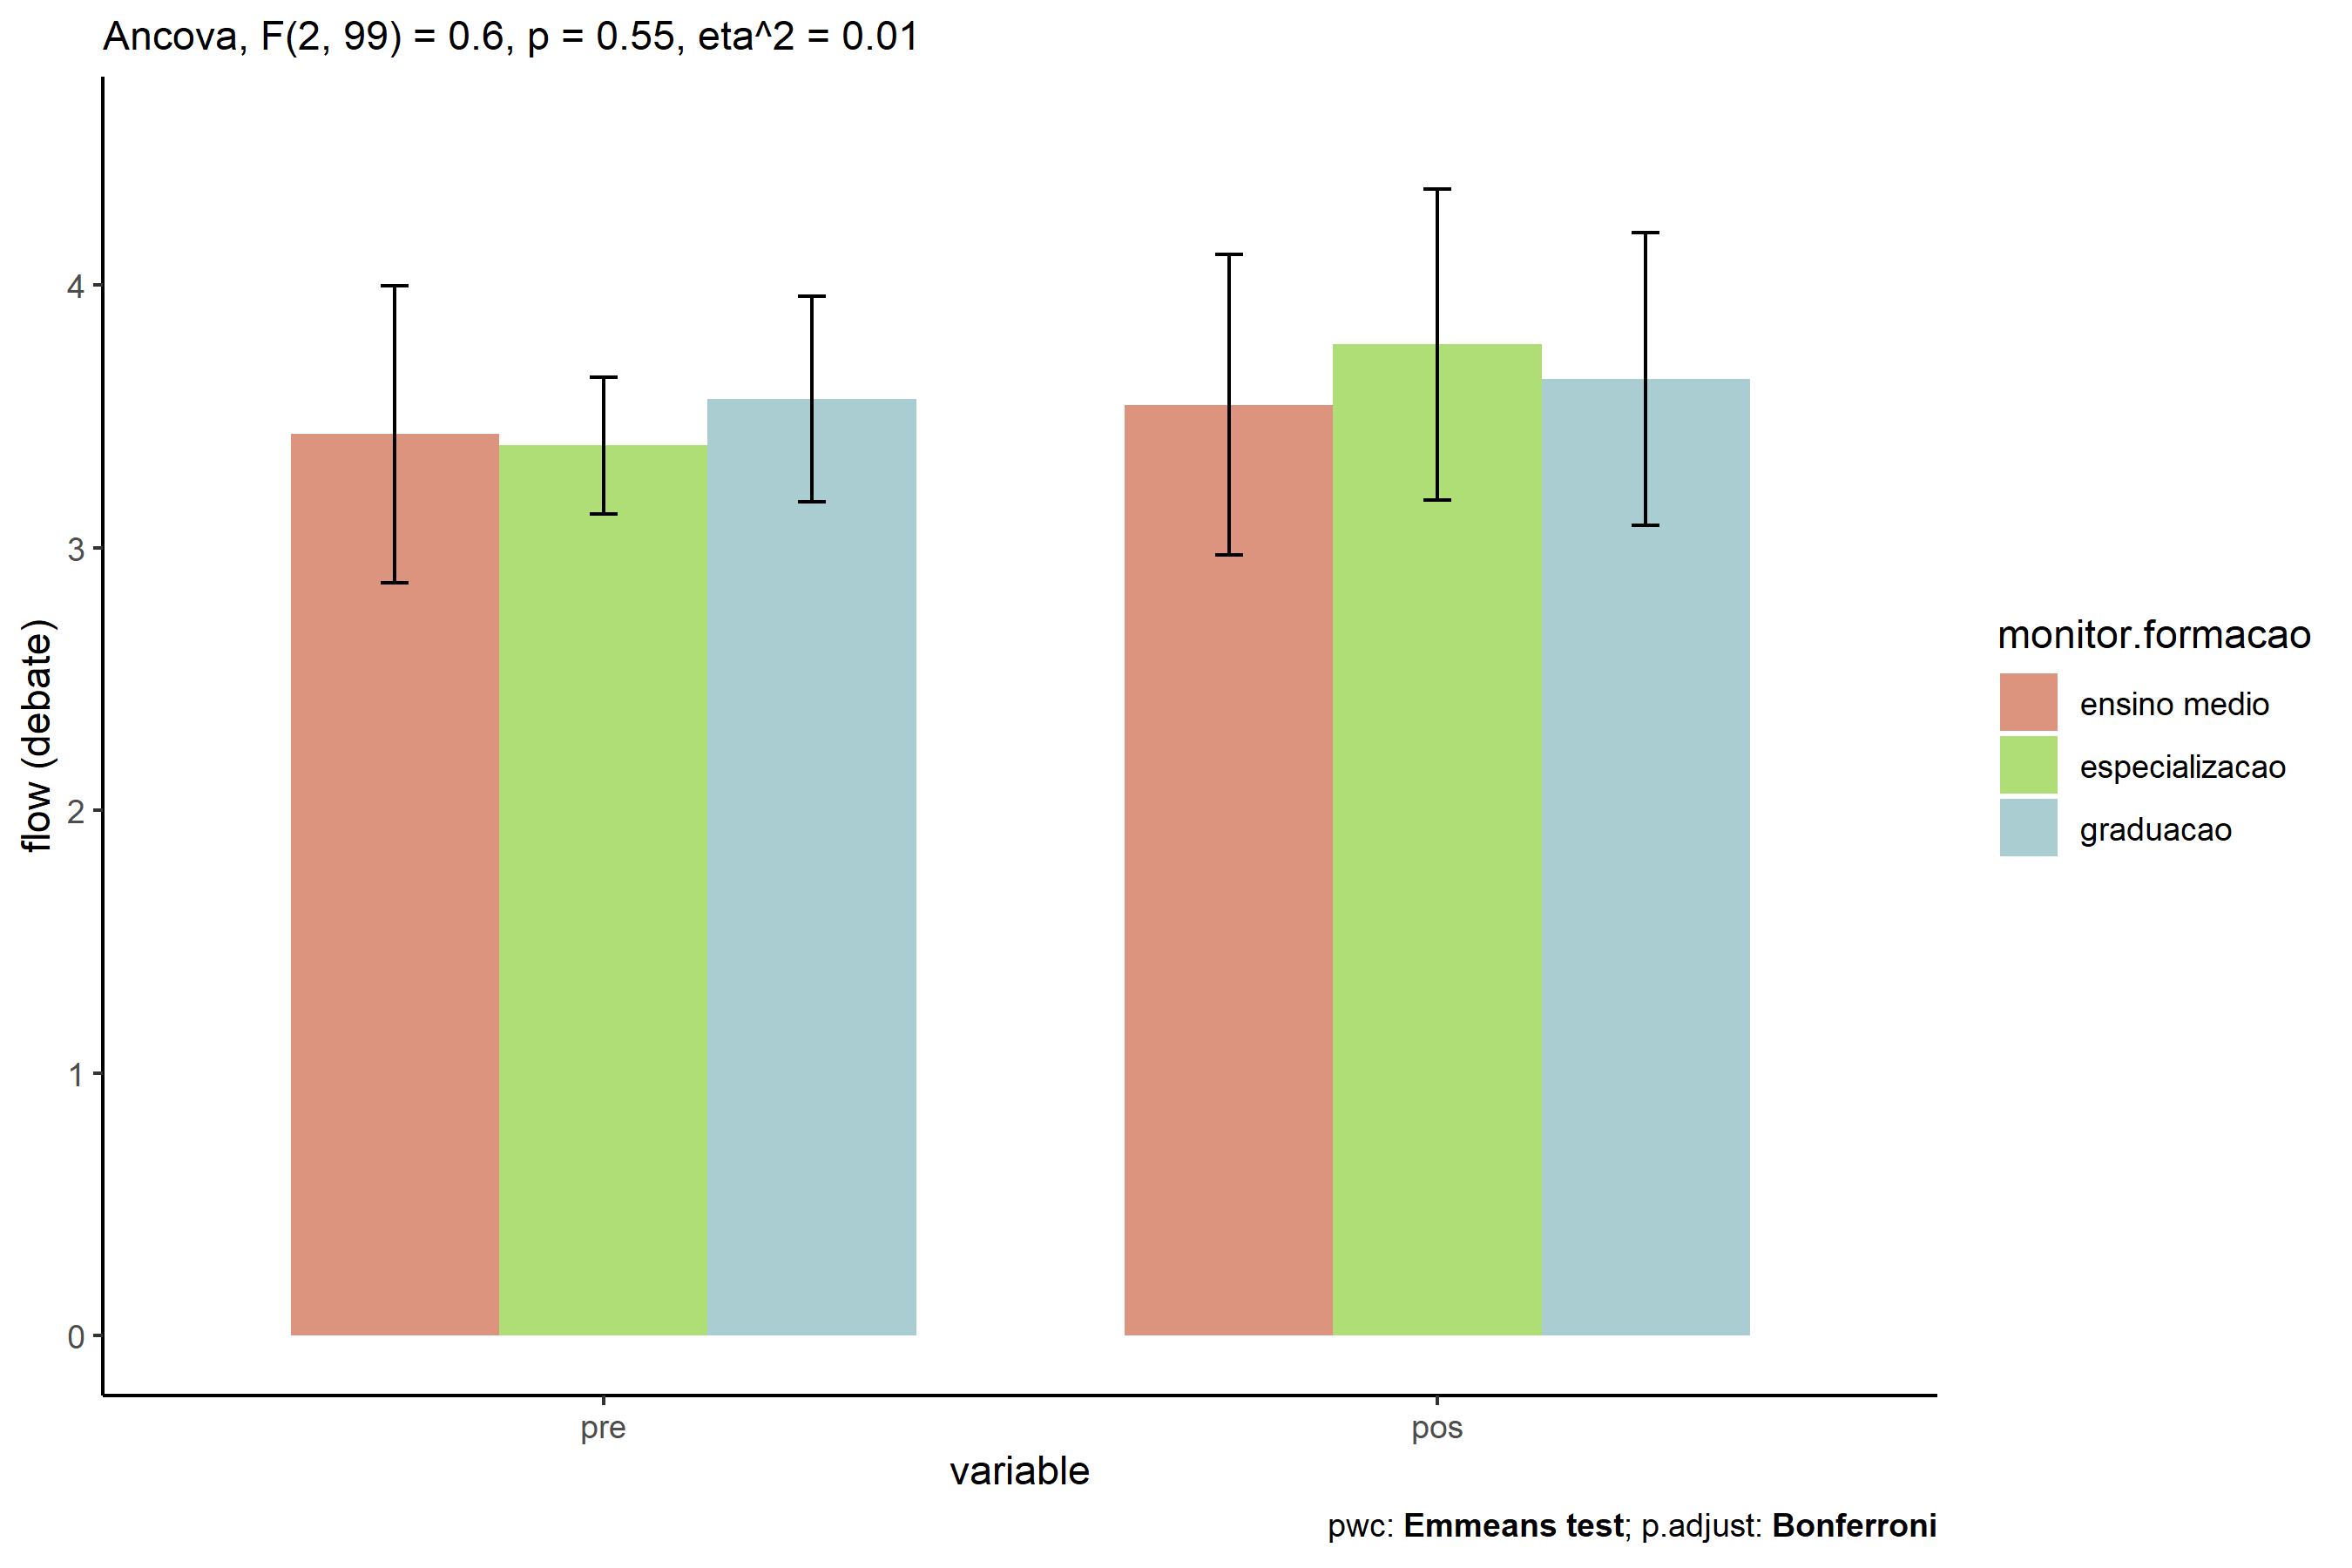 Ancova, F(2, 99) = 0.6, p = 0.55, eta^2 = 0.01
flow (debate)
4
3
2
1
0
pre
pos
variable
monitor.formacao
ensino medio
especializacao
graduacao
pwc: Emmeans test; p.adjust: Bonferroni